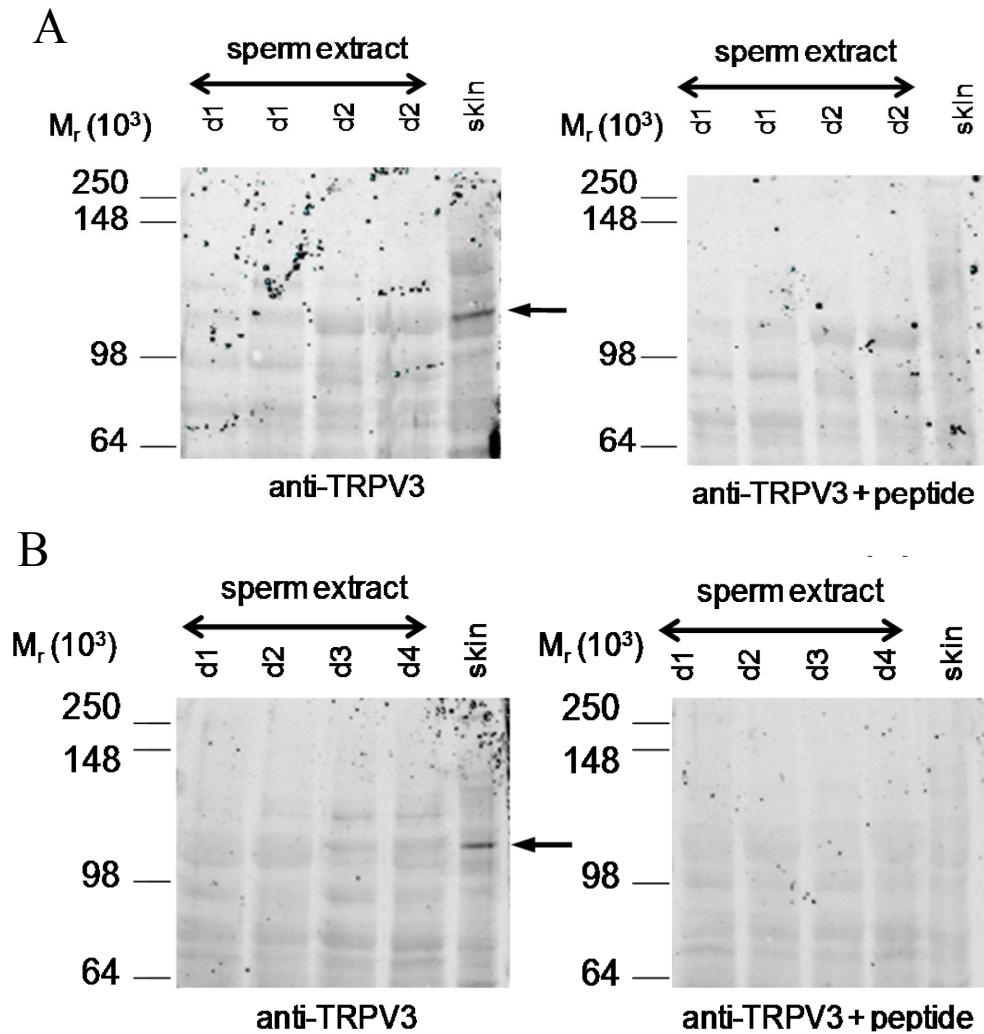 A
sperm extract
sperm extract
Mr (103)
d1
d1
d2
d2
skin
Mr (103)
d1
d1
d2
d2
skin
250
148
98
64
250
148
98
64
anti-TRPV3
anti-TRPV3 + peptide
B
sperm extract
sperm extract
Mr (103)
d1
d2
d3
d4
skin
Mr (103)
d1
d2
d3
d4
skin
250
148
98
64
250
148
98
64
anti-TRPV3
anti-TRPV3 + peptide